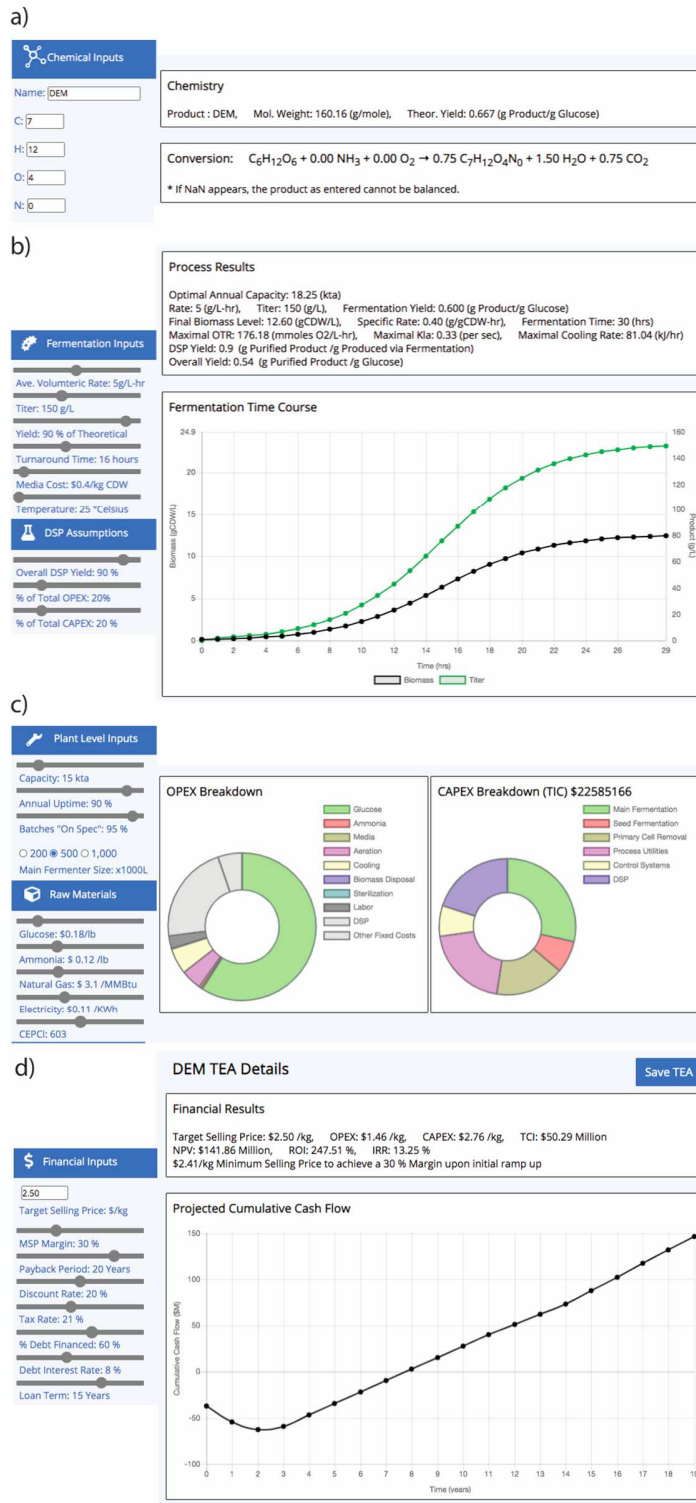 a)
Chemical Inputs
Name: DEM
C: 7
H: 12
O: 4
N: 0
Chemistry
Product : DEM, Mol. Weight: 160.16 (g/mole), Theor. Yield: 0.667 (g Product/g Glucose)
Conversion: C6H12O6 + 0.00 NH3 + 0.00 O2 → 0.75 C7H12O4N0 + 1.50 H2O + 0.75 CO2
* If NaN appears, the product as entered cannot be balanced.
b)
Fermentation Inputs
Ave. Volumteric Rate: 5g/L-hr
Titer: 150 g/L
Yield: 90 % of Theoretical
Turnaround Time: 16 hours
Media Cost: $0.4/kg CDW
Temperature: 25 °Celsius
DSP Assumptions
Overall DSP Yield: 90 %
% of Total OPEX: 20%
% of Total CAPEX: 20 %
Process Results
Optimal Annual Capacity: 18.25 (kta)
Rate: 5 (g/L-hr), Titer: 150 (g/L), Fermentation Yield: 0.600 (g Product/g Glucose)
Final Biomass Level: 12.60 (gCDW/L), Specific Rate: 0.40 (g/gCDW-hr), Fermentation Time: 30 (hrs)
Maximal OTR: 176.18 (mmoles O2/L-hr), Maximal Kla: 0.33 (per sec), Maximal Cooling Rate: 81.04 (kJ/hr)
DSP Yield: 0.9 (g Purified Product /g Produced via Fermentation)
Overall Yield: 0.54 (g Purified Product /g Glucose)
Fermentation Time Course
24.9
20
15
10
5
0
Biomass (gCDW/L)
160
140
120
100
80
60
40
20
0
Product (g/L)
0 2 4 6 8 10 12 14 16 18 20 22 24 26 28 29
Time (hrs)
Biomass Titer
c)
Plant Level Inputs
Capacity: 15 kta
Annual Uptime: 90 %
Batches "On Spec": 95 %
200 500 1,000
Main Fermenter Size: x1000L
Raw Materials
Glucose: $0.18/lb
Ammonia: $ 0.12 /lb
Natural Gas: $ 3.1 /MMBtu
Electricity: $0.11 /KWh
CEPCI: 603
OPEX Breakdown
Glucose
Ammonia
Media
Aeration
Cooling
Biomass Disposal
Sterilization
Labor
DSP
Other Fixed Costs
CAPEX Breakdown (TIC) $22585166
Main Fermentation
Seed Fermentation
Primary Cell Removal
Process Utilities
Control Systems
DSP
d)
Financial Inputs
2.50
Target Selling Price: $/kg
MSP Margin: 30 %
Payback Period: 20 Years
Discount Rate: 20 %
Tax Rate: 21 %
% Debt Financed: 60 %
Debt Interest Rate: 8 %
Loan Term: 15 Years
DEM TEA Details
Save TEA
Financial Results
Target Selling Price: $2.50 /kg, OPEX: $1.46 /kg, CAPEX: $2.76 /kg, TCI: $50.29 Million
NPV: $141.86 Million, ROI: 247.51 %, IRR: 13.25 %
$2.41/kg Minimum Selling Price to achieve a 30 % Margin upon initial ramp up
Projected Cumulative Cash Flow
150
100
50
0
-50
-100
Cumulative Cash Flow ($M)
0 1 2 3 4 5 6 7 8 9 10 11 12 13 14 15 16 17 18 19
Time (years)